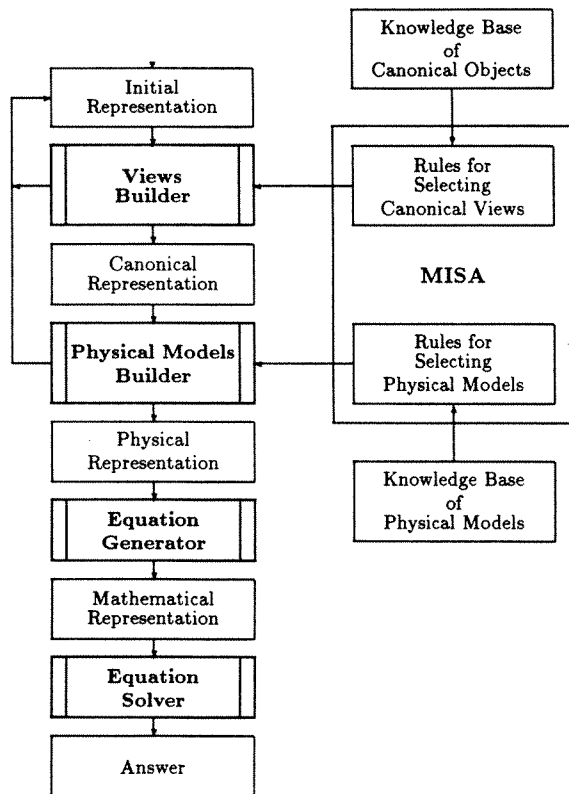 Knowledge Base
of
Canonical Objects
Initial
Representation
Views
Builder
Rules for
Selecting
Canonical Views
Canonical
Representation
MISA
Physical Models
Builder
Rules for
Selecting
Physical Models
Physical
Representation
Knowledge Base
of
Physical Models
Equation
Generator
Mathematical
Representation
Equation
Solver
Answer